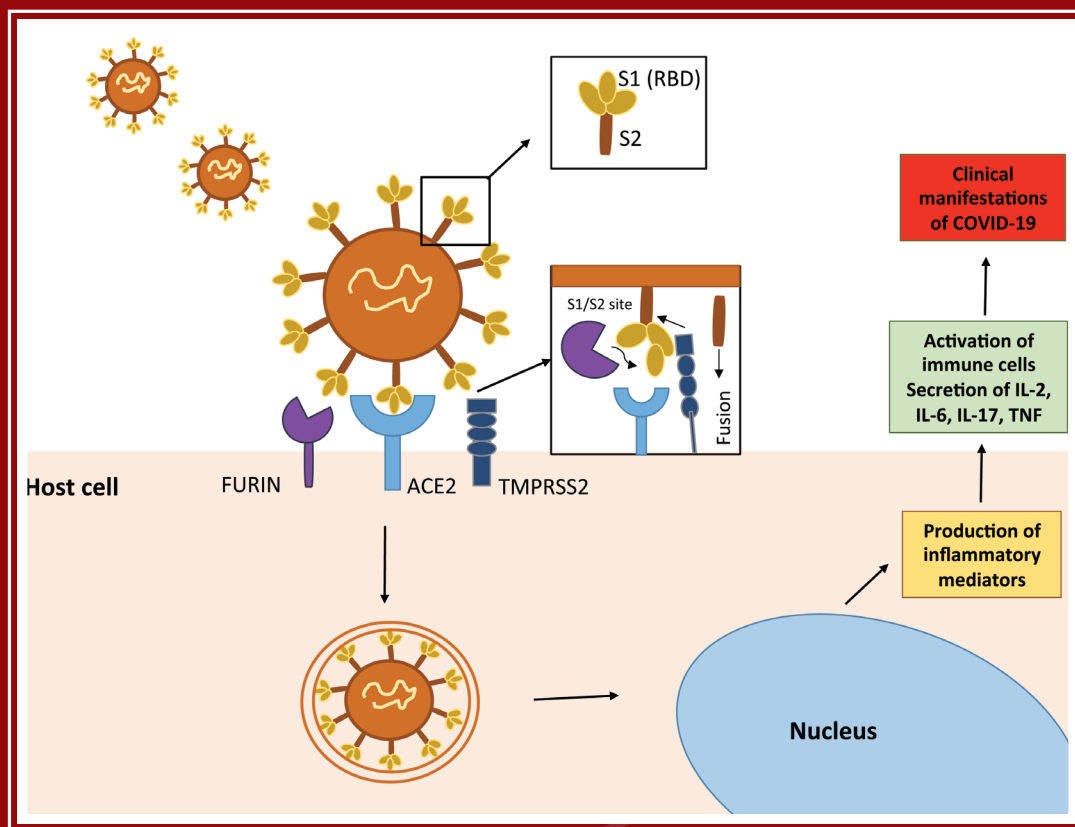 S1 (RBD)
S2
Clinical
manifestations
of COVID-19
S1/S2 site
Fusion
Activation of
immune cells
Secretion of IL-2,
IL-6, IL-17, TNF
Host cell
FURIN
ACE2
TMPRSS2
Production of
inflammatory
mediators
Nucleus